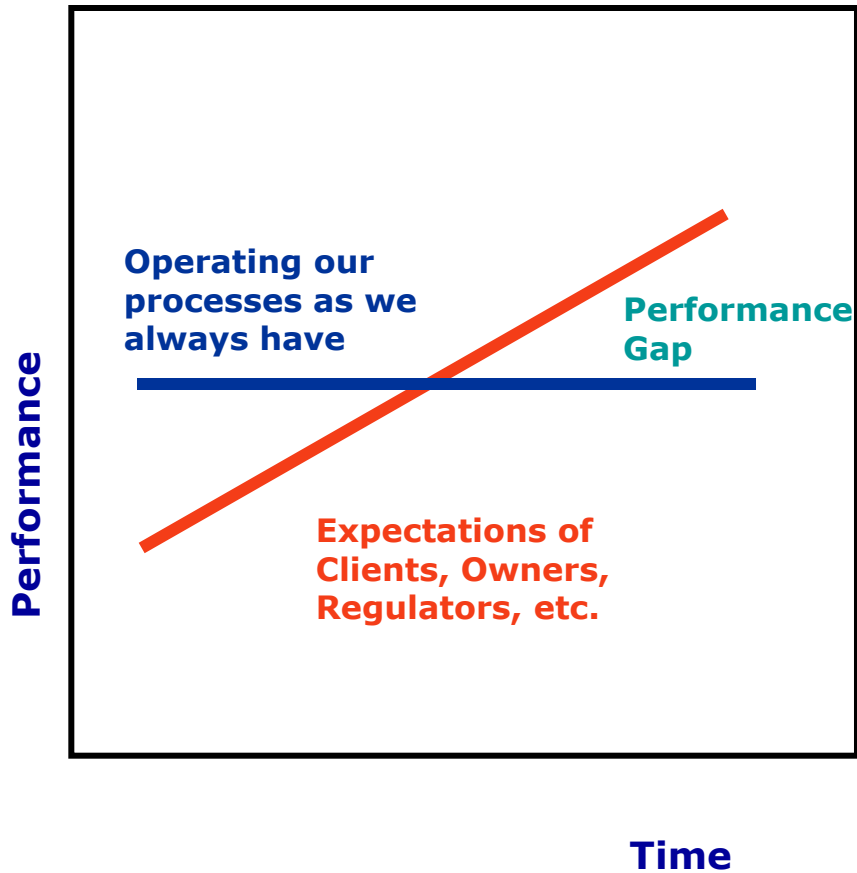 Operating our
processes as we
always have
Performance
Gap
Performance
Expectations of
Clients, Owners,
Regulators, etc.
Time